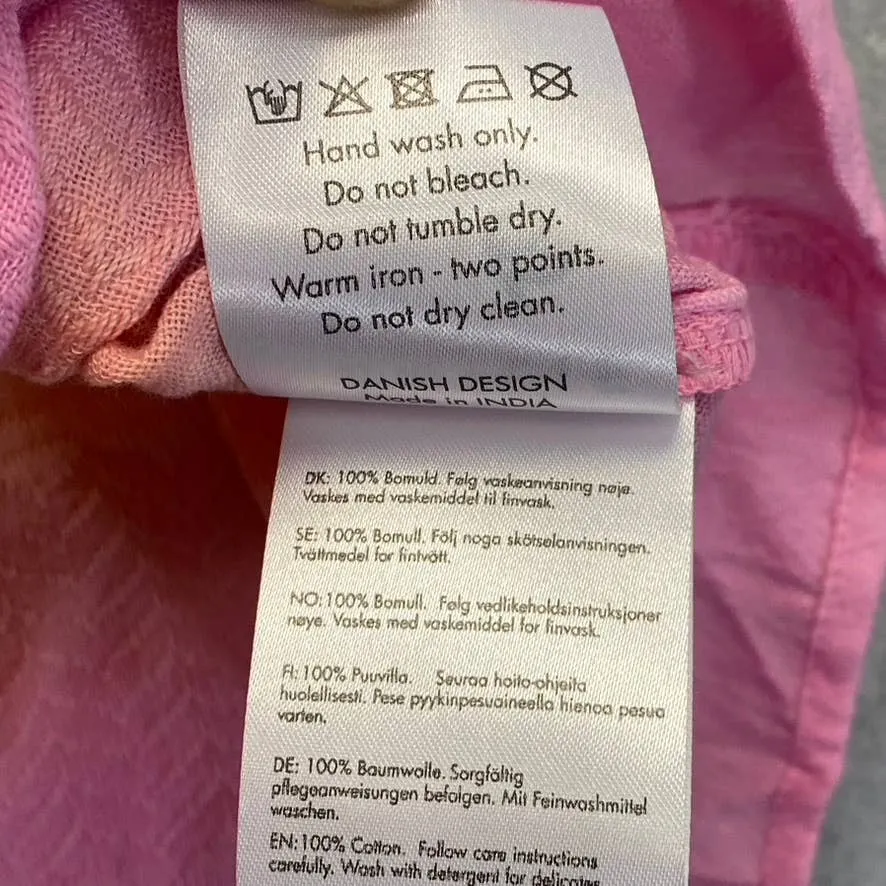 Hand wash only.
Do not bleach.
Do not tumble dry.
Warm iron - two points.
Do not dry clean.
DANISH DESIGN
Made in INDIA
DK: 100% Bomuld. Følg vaskeanvisning nøje.
Vaskes med vaskemiddel til finvask.
SE: 100% Bomull. Följ noga skötselanvisningen.
Tvättmedel for fintvätt.
NO: 100% Bomull. Følg vedlikeholdsinstruksjoner
nøye. Vaskes med vaskemiddel for finvask.
FI: 100% Puuvilla. Seuraa hoito-ohjeita
huolellisesti. Pese pyykinpesuaineella hienoa pesua
varten.
DE: 100% Baumwolle. Sorgfältig
pflegeanweisungen befolgen. Mit Feinwashmittel
waschen.
EN: 100% Cotton. Follow care instructions
carefully. Wash with detergent for delicates